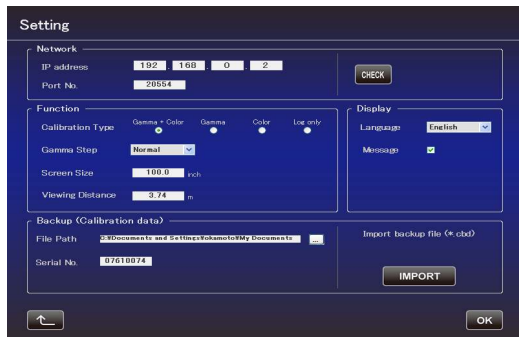 Setting
Network
IP address 192 . 168 . 0 . 2
CHECK
Port No. 20554
Function
Calibration Type Gamma + Color Gamma Color Log only
Gamma Step Normal
Screen Size 100.0 inch
Viewing Distance 3.74 m
Display
Language English
Message
Backup (Calibration data)
File Path C:¥Documents and Settings¥okamoto¥My Documents ...
Serial No. 07610074
Import backup file (*.cbd)
IMPORT
OK